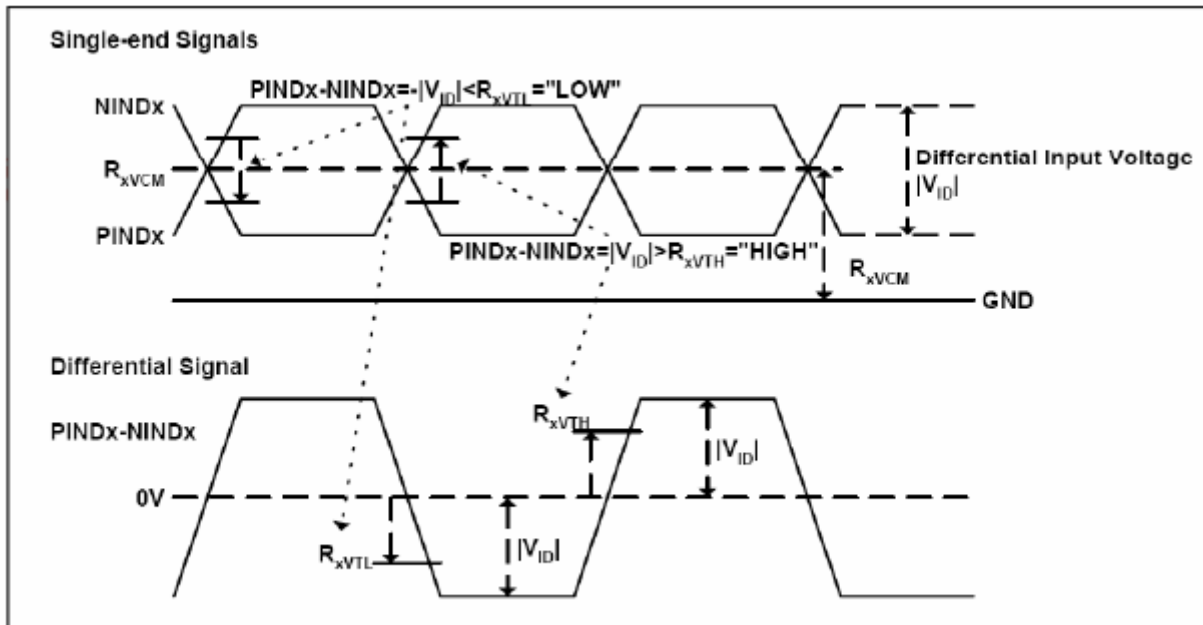 Single-end Signals
PINDx-NINDx=-|VID|<RxVTL="LOW"
NINDx
RxVCM
Differential Input Voltage
|VID|
PINDx
PINDx-NINDx=|VID|>RxVTH="HIGH"
RxVCM
GND
Differential Signal
RxVTH
PINDx-NINDx
|VID|
0V
RxVTL
|VID|